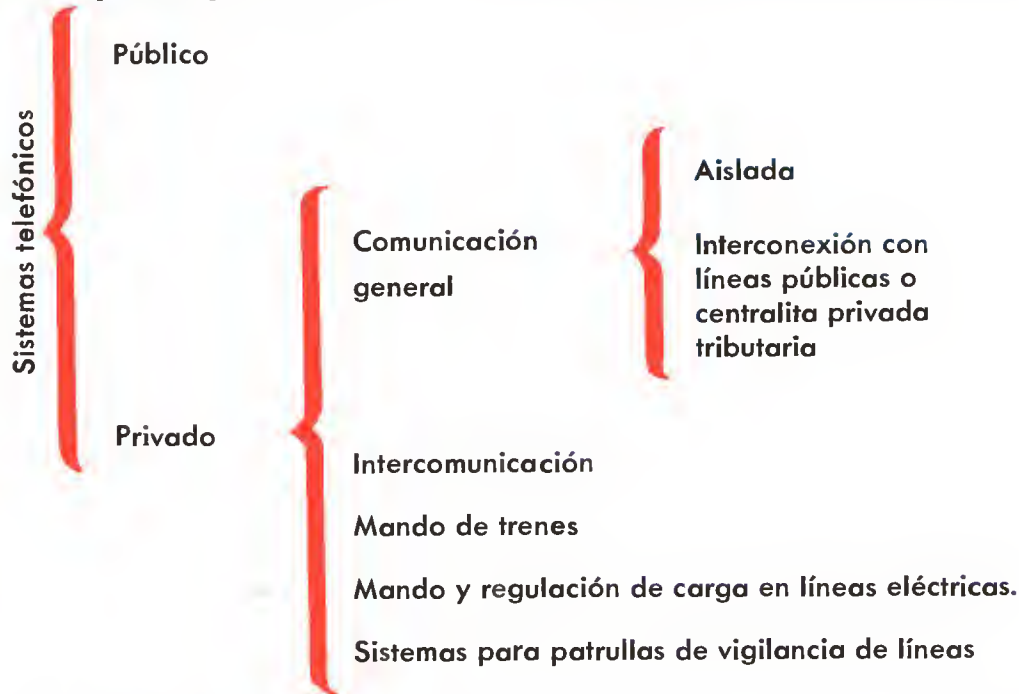 Sistemas telefónicos
Público
Privado
Comunicación
general
Aislada
Interconexión con
líneas públicas o
centralita privada
tributaria
Intercomunicación
Mando de trenes
Mando y regulación de carga en líneas eléctricas.
Sistemas para patrullas de vigilancia de líneas